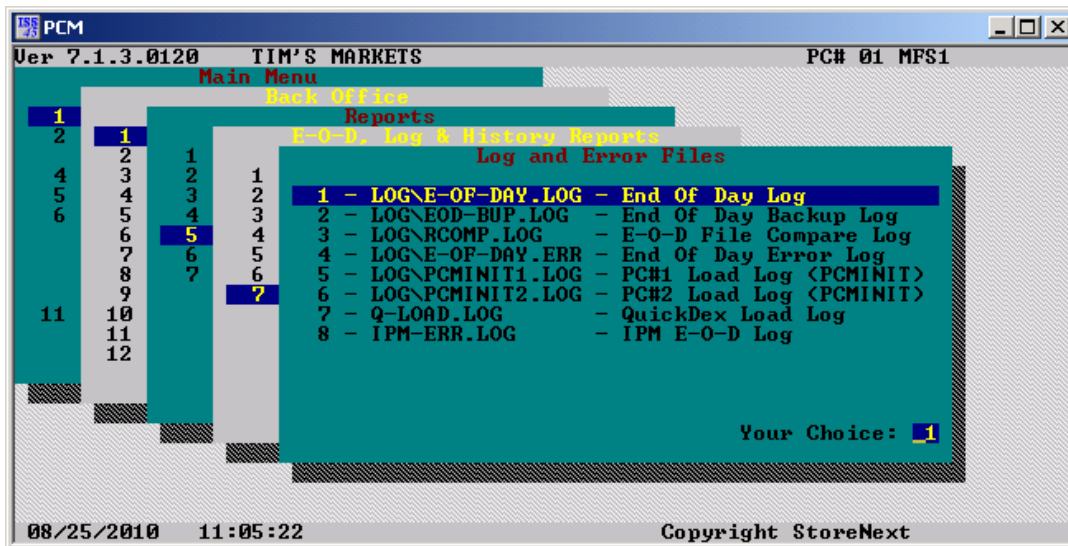 ISS 45 PCM
Ver 7.1.3.0120 TIM'S MARKETS PC# 01 MFS1
Main Menu
Back Office
1 Reports
2 1 E-O-D, Log & History Reports
2 1 Log and Error Files
4 3 2 1
5 4 3 2 1 - LOG\E-OF-DAY.LOG - End Of Day Log
6 5 4 3 2 - LOG\EOD-BUP.LOG - End Of Day Backup Log
6 5 4 3 - LOG\RCOMP.LOG - E-O-D File Compare Log
7 6 5 4 - LOG\E-OF-DAY.ERR - End Of Day Error Log
8 7 6 5 - LOG\PCMINIT1.LOG - PC#1 Load Log (PCMINIT)
9 7 6 - LOG\PCMINIT2.LOG - PC#2 Load Log (PCMINIT)
11 10 7 - Q-LOAD.LOG - QuickDex Load Log
11 8 - IPM-ERR.LOG - IPM E-O-D Log
12
Your Choice: 1
08/25/2010 11:05:22 Copyright StoreNext